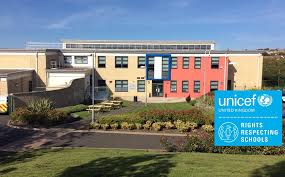 unicef
UNITED KINGDOM
RIGHTS
RESPECTING
SCHOOLS